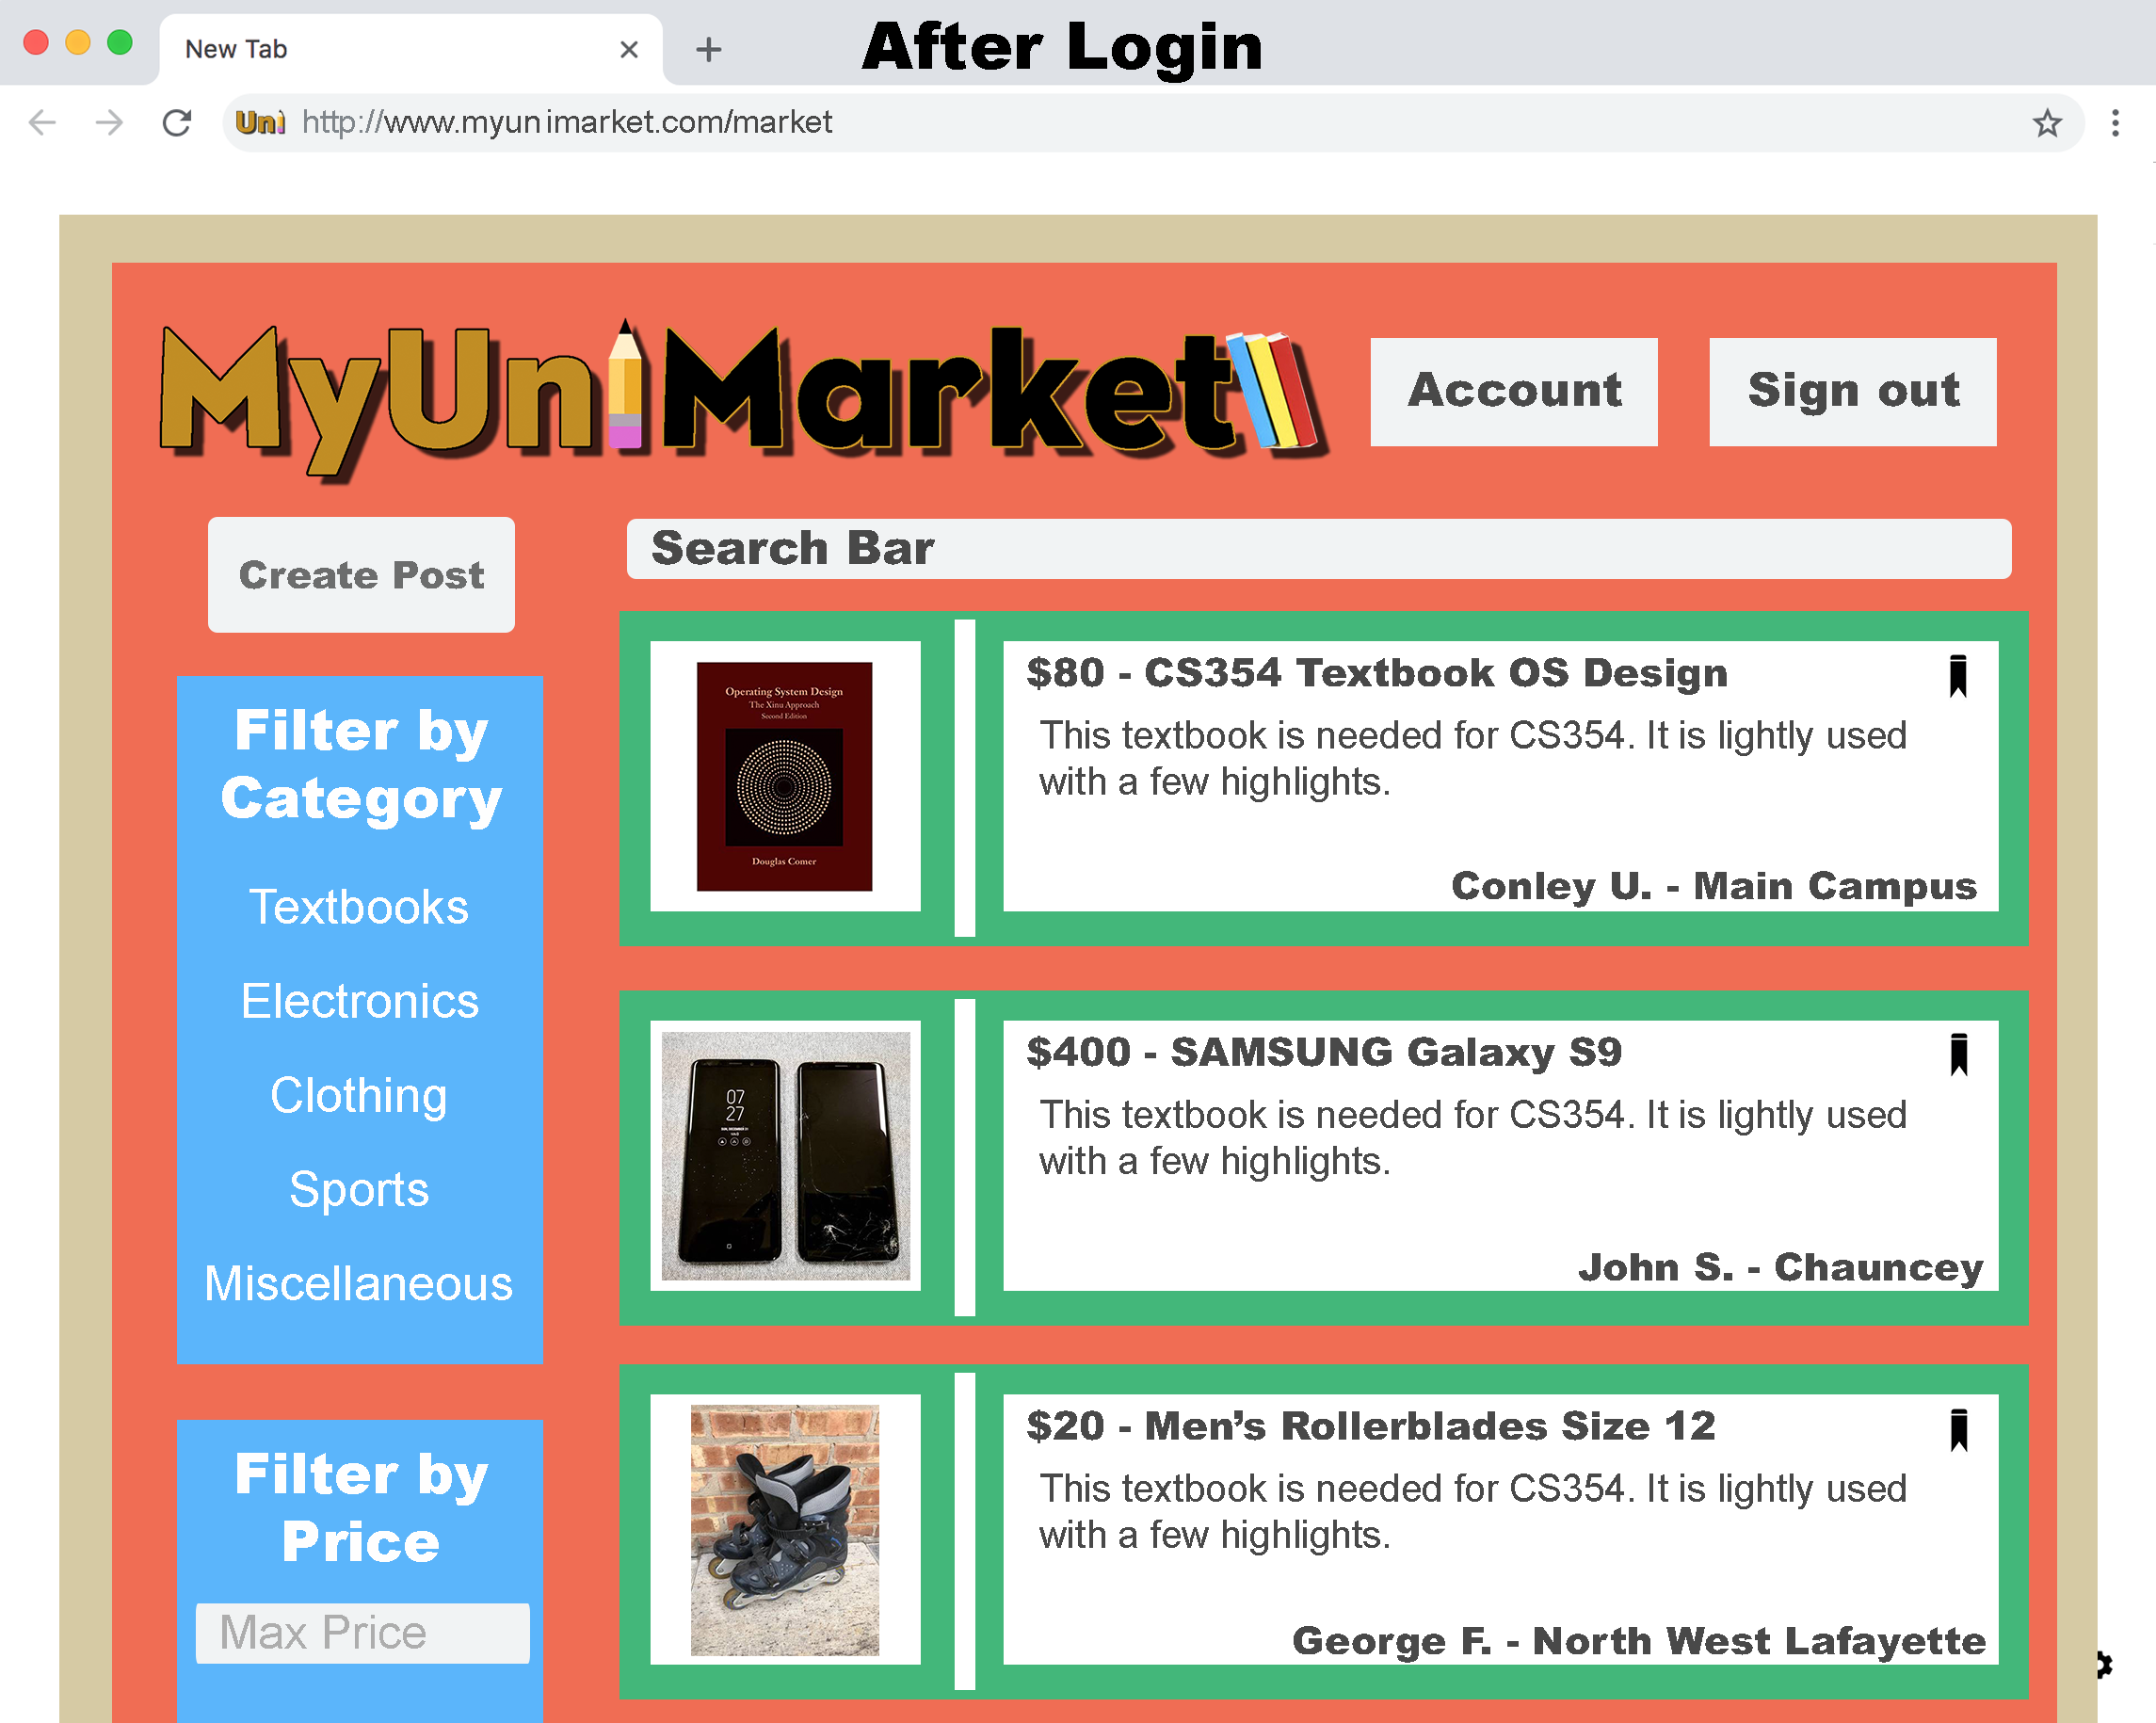 New Tab
After Login
Uni http://www.myunimarket.com/market
MyUniMarket
Account
Sign out
Create Post
Search Bar
Filter by
Category
Textbooks
Electronics
Clothing
Sports
Miscellaneous
Filter by
Price
Max Price
Operating System Design
The Xinu Approach
Second Edition
Douglas Comer
$80 - CS354 Textbook OS Design
This textbook is needed for CS354. It is lightly used
with a few highlights.
Conley U. - Main Campus
07
27
$400 - SAMSUNG Galaxy S9
This textbook is needed for CS354. It is lightly used
with a few highlights.
John S. - Chauncey
$20 - Men’s Rollerblades Size 12
This textbook is needed for CS354. It is lightly used
with a few highlights.
George F. - North West Lafayette